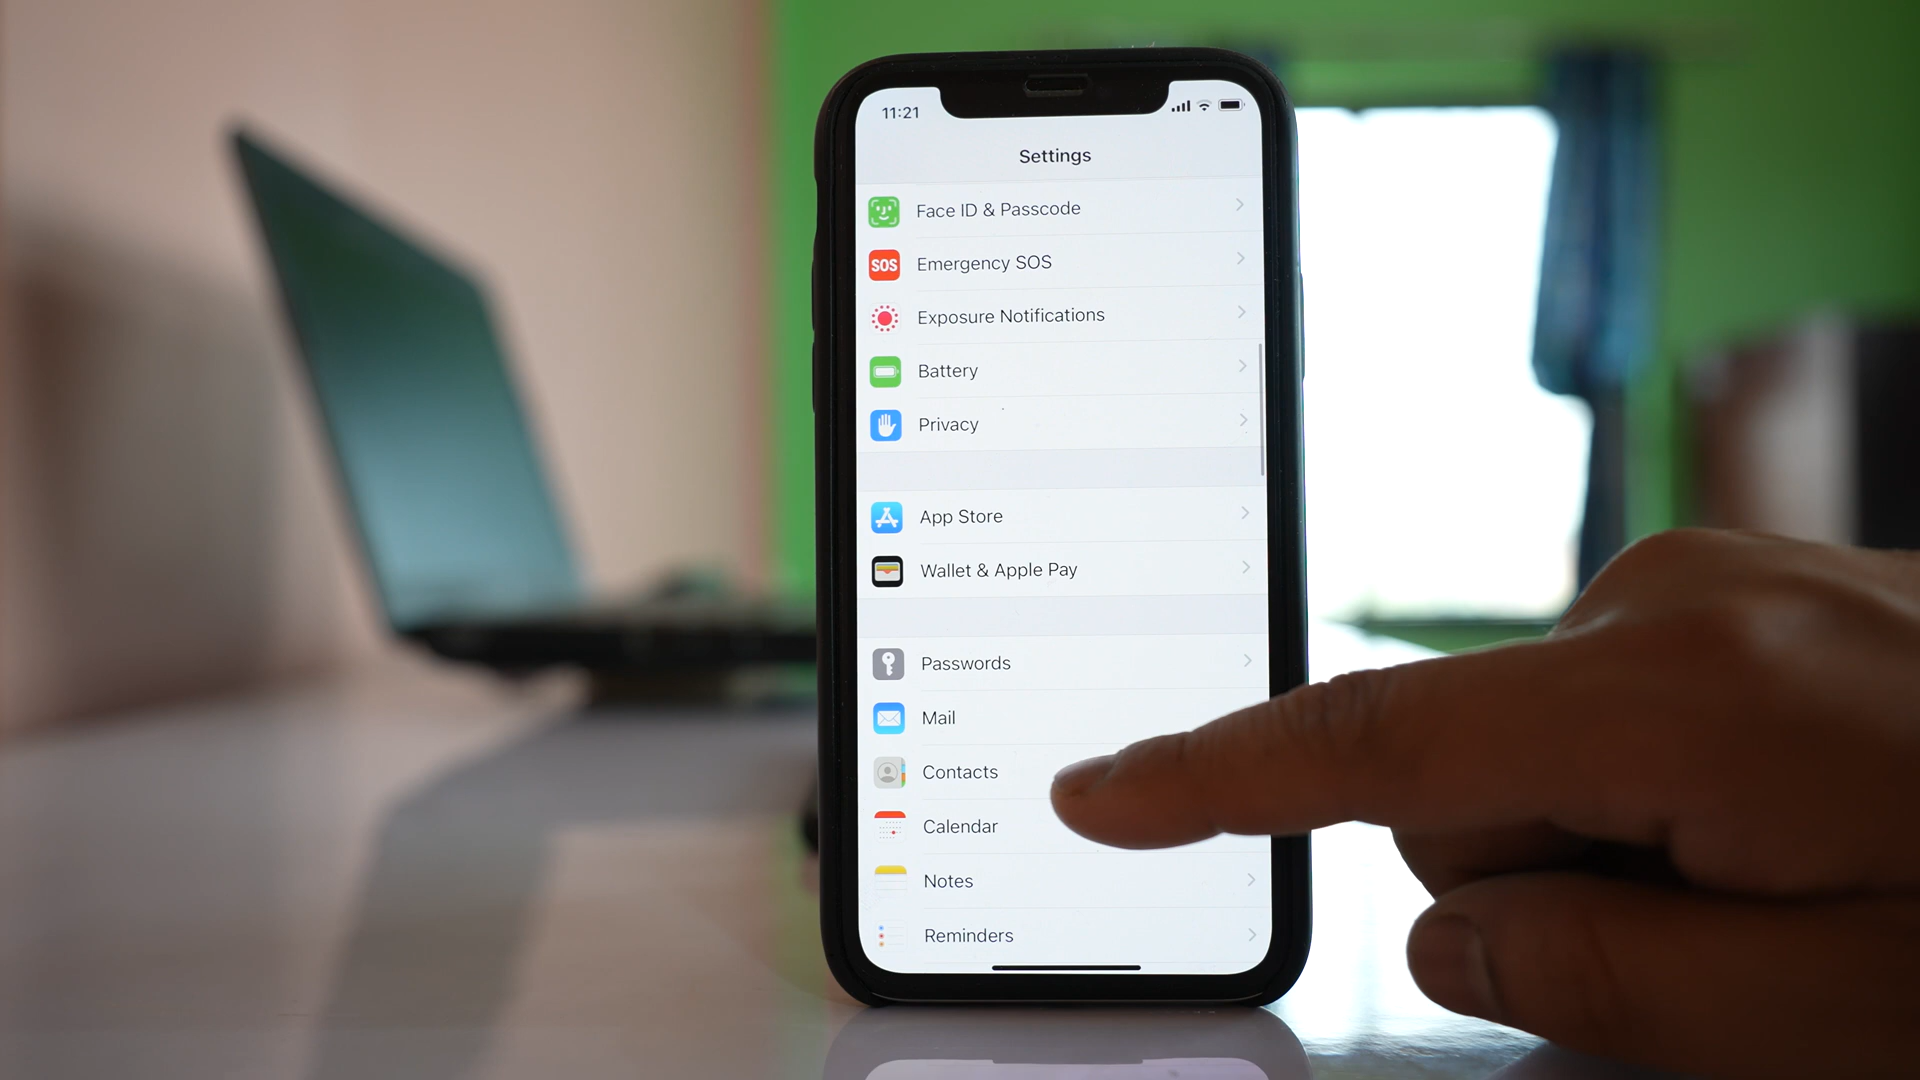 11:21
Settings
Face ID & Passcode
SOS
Emergency SOS
Exposure Notifications
Battery
Privacy
App Store
Wallet & Apple Pay
Passwords
Mail
Contacts
Calendar
Notes
Reminders